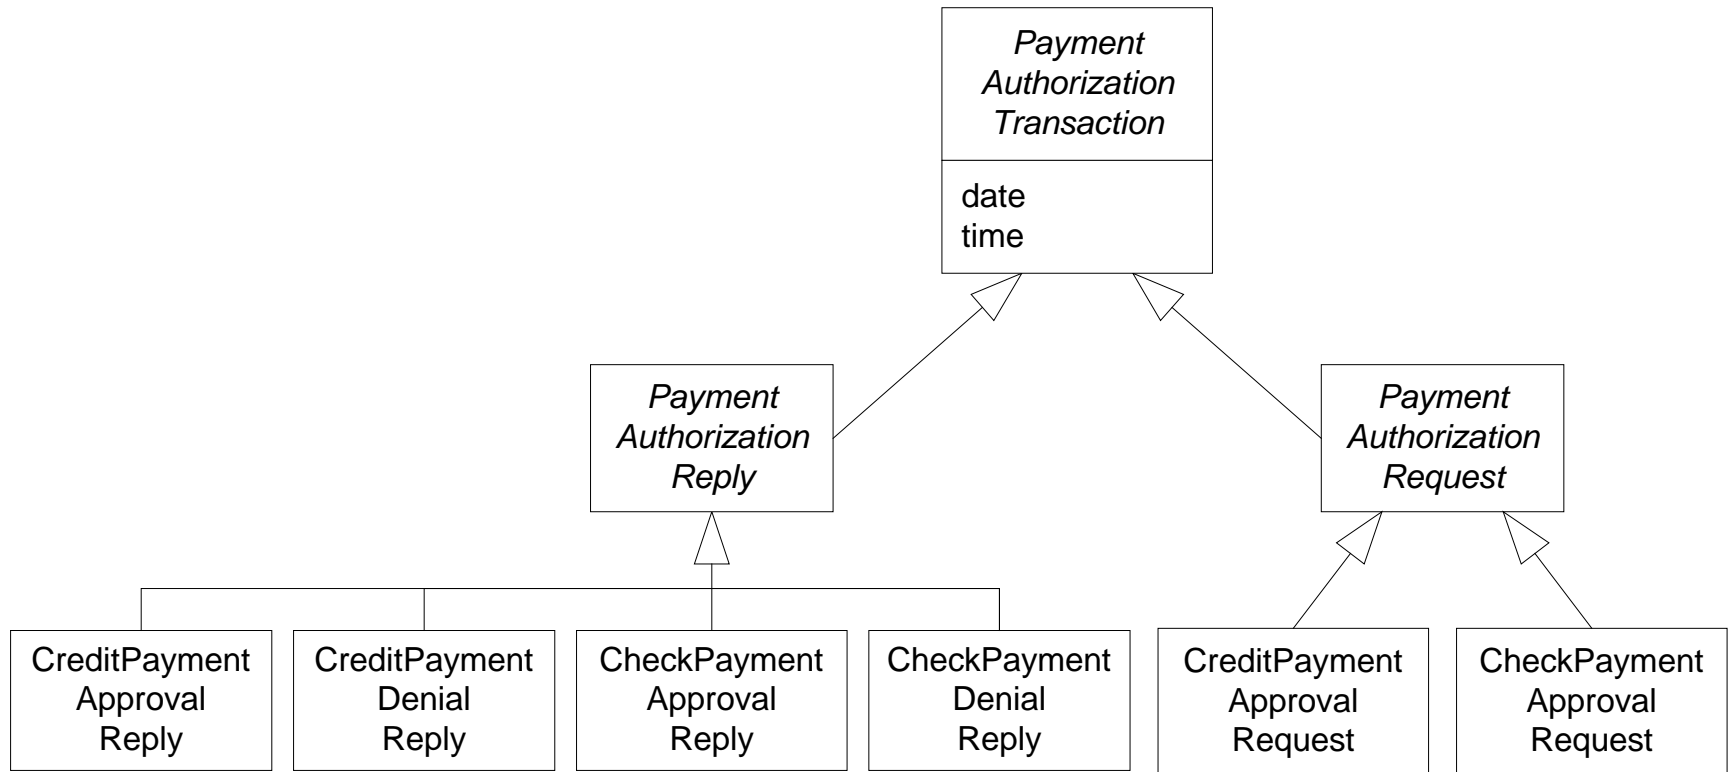 Payment
Authorization
Transaction
date
time
Payment
Authorization
Reply
Payment
Authorization
Request
CreditPayment
Approval
Reply
CreditPayment
Denial
Reply
CheckPayment
Approval
Reply
CheckPayment
Denial
Reply
CreditPayment
Approval
Request
CheckPayment
Approval
Request